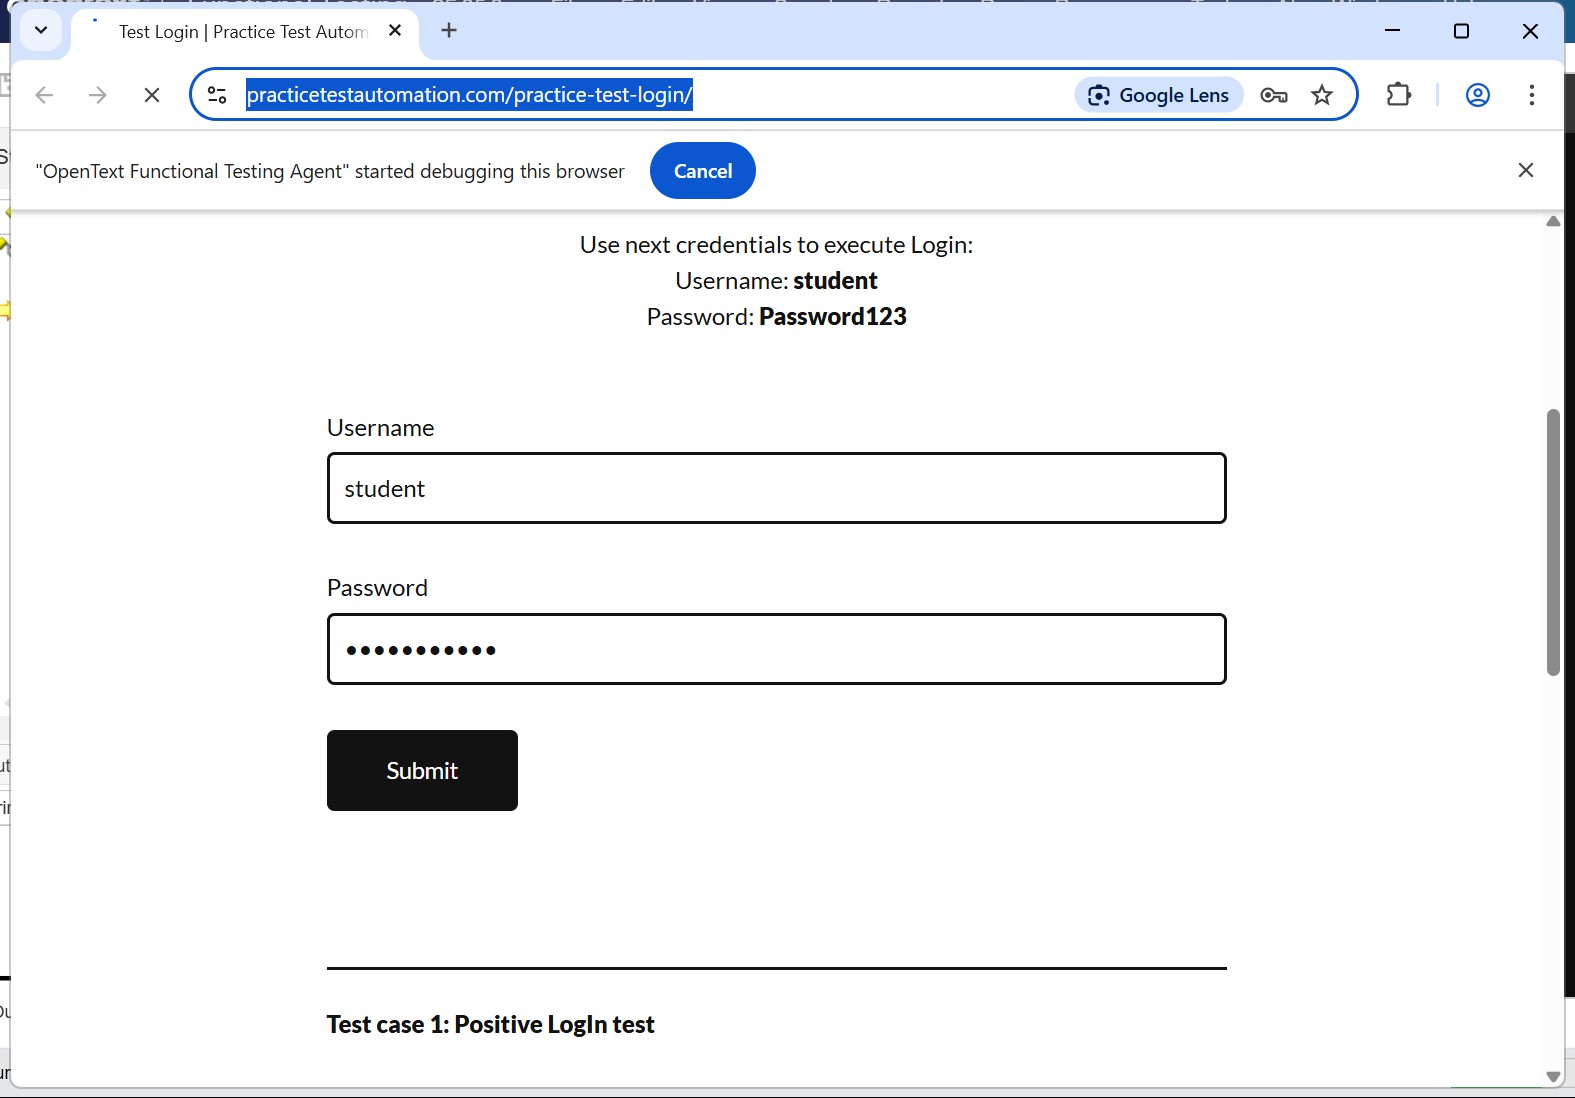 Test Login | Practice Test Autom
practicetestautomation.com/practice-test-login/
Google Lens
"OpenText Functional Testing Agent" started debugging this browser
Cancel
Use next credentials to execute Login:
Username: student
Password: Password123
Username
student
Password
•••••••••••
Submit
Test case 1: Positive LogIn test